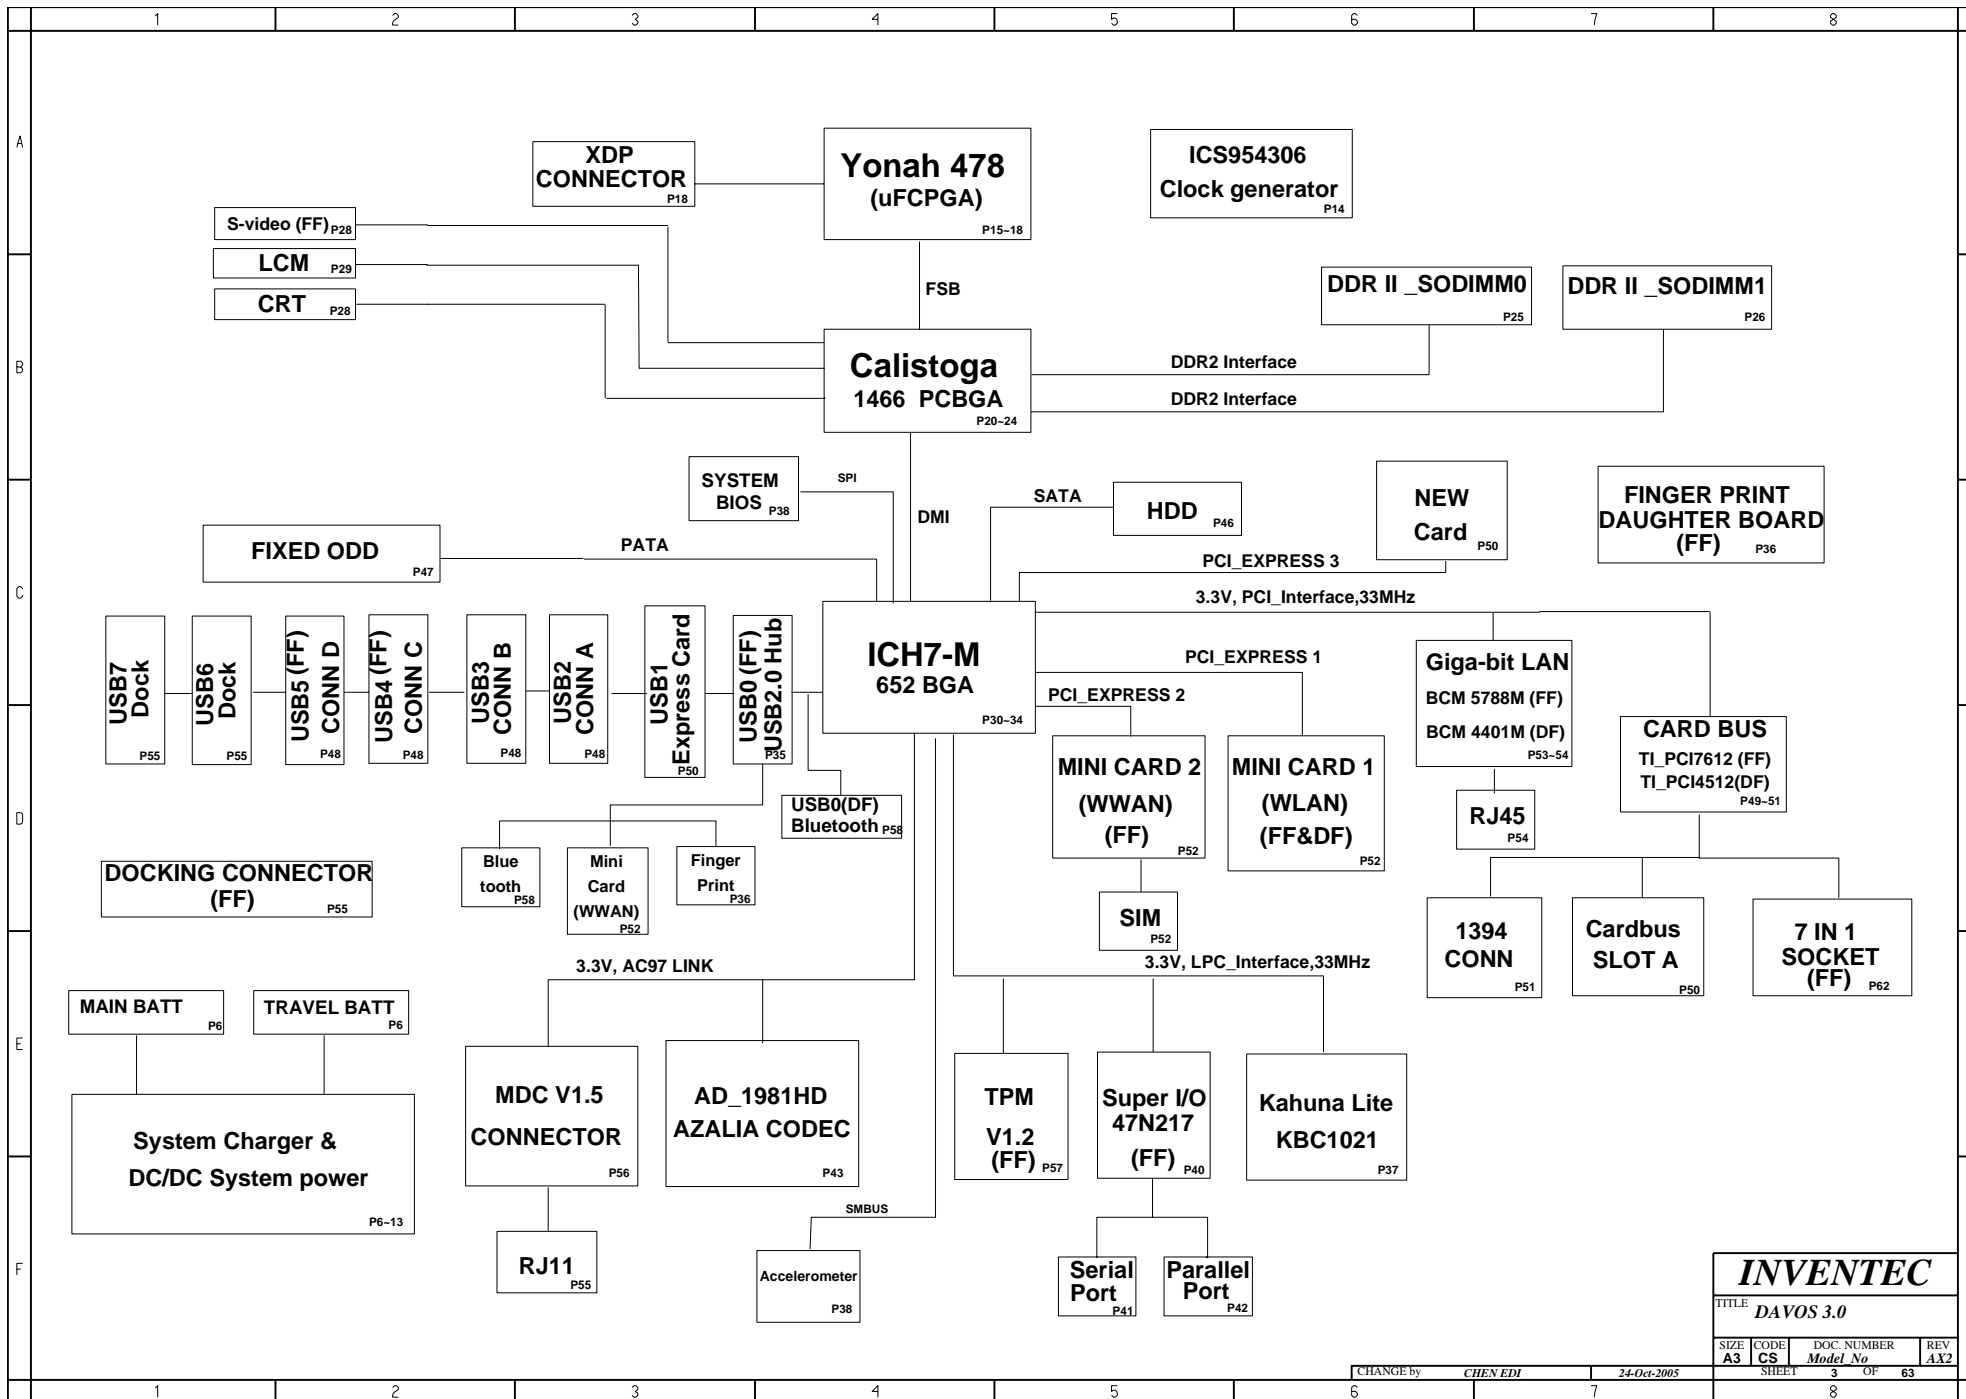 1 2 3 4 5 6 7 8
A
B
C
D
E
F
XDP
CONNECTOR
P18
Yonah 478
(uFCPGA)
P15~18
ICS954306
Clock generator
P14
S-video (FF) P28
LCM P29
CRT P28
FSB
DDR II _SODIMM0
P25
DDR II _SODIMM1
P26
Calistoga
1466 PCBGA
P20~24
DDR2 Interface
DDR2 Interface
SYSTEM
BIOS P38
SPI
DMI
SATA
HDD P46
NEW
Card P50
FINGER PRINT
DAUGHTER BOARD
(FF) P36
FIXED ODD
P47
PATA
PCI_EXPRESS 3
3.3V, PCI_Interface,33MHz
USB7
Dock
P55
USB6
Dock
P55
USB5 (FF)
CONN D
P48
USB4 (FF)
CONN C
P48
USB3
CONN B
P48
USB2
CONN A
P48
USB1
Express Card
P50
USB0 (FF)
USB2.0 Hub
P35
ICH7-M
652 BGA
P30~34
PCI_EXPRESS 1
PCI_EXPRESS 2
Giga-bit LAN
BCM 5788M (FF)
BCM 4401M (DF)
P53~54
CARD BUS
TI_PCI7612 (FF)
TI_PCI4512(DF)
P49~51
MINI CARD 2
(WWAN)
(FF)
P52
MINI CARD 1
(WLAN)
(FF&DF)
P52
RJ45
P54
USB0(DF)
Bluetooth P58
DOCKING CONNECTOR
(FF) P55
Blue
tooth
P58
Mini
Card
(WWAN)
P52
Finger
Print
P36
SIM
P52
1394
CONN
P51
Cardbus
SLOT A
P50
7 IN 1
SOCKET
(FF) P62
3.3V, AC97 LINK
3.3V, LPC_Interface,33MHz
MAIN BATT
P6
TRAVEL BATT
P6
System Charger &
DC/DC System power
P6~13
MDC V1.5
CONNECTOR
P56
AD_1981HD
AZALIA CODEC
P43
TPM
V1.2
(FF) P57
Super I/O
47N217
(FF) P40
Kahuna Lite
KBC1021
P37
SMBUS
RJ11
P55
Accelerometer
P38
Serial
Port
P41
Parallel
Port
P42
INVENTEC
TITLE DAVOS 3.0
SIZE CODE DOC. NUMBER REV
A3 CS Model_No AX2
CHANGE by CHEN EDI 24-Oct-2005 SHEET 3 OF 63
1 2 3 4 5 6 7 8